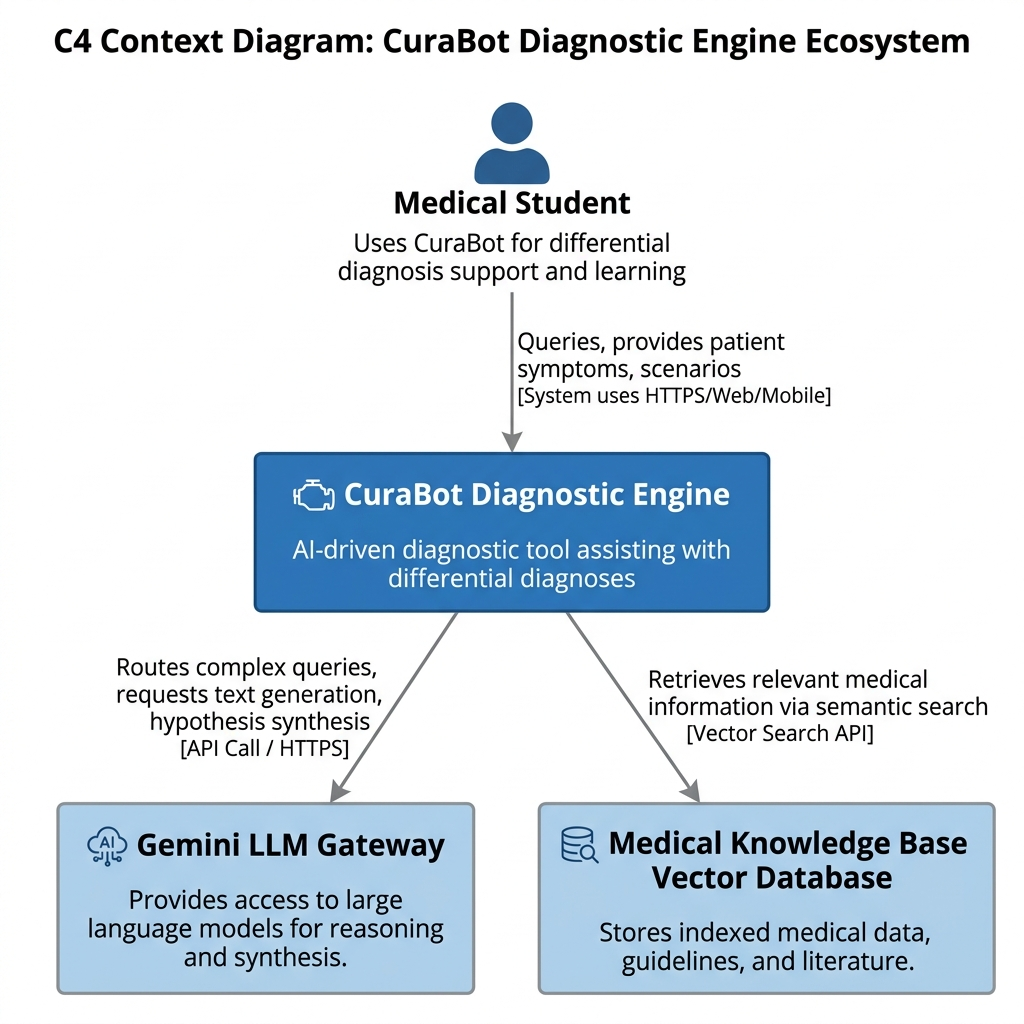 C4 Context Diagram: CuraBot Diagnostic Engine Ecosystem
Medical Student
Uses CuraBot for differential
diagnosis support and learning
Queries, provides patient
symptoms, scenarios
[System uses HTTPS/Web/Mobile]
CuraBot Diagnostic Engine
AI-driven diagnostic tool assisting with
differential diagnoses
Routes complex queries,
requests text generation,
hypothesis synthesis
[API Call / HTTPS]
Retrieves relevant medical
information via semantic search
[Vector Search API]
AI
Gemini LLM Gateway
Provides access to large
language models for reasoning
and synthesis.
Medical Knowledge Base
Vector Database
Stores indexed medical data,
guidelines, and literature.